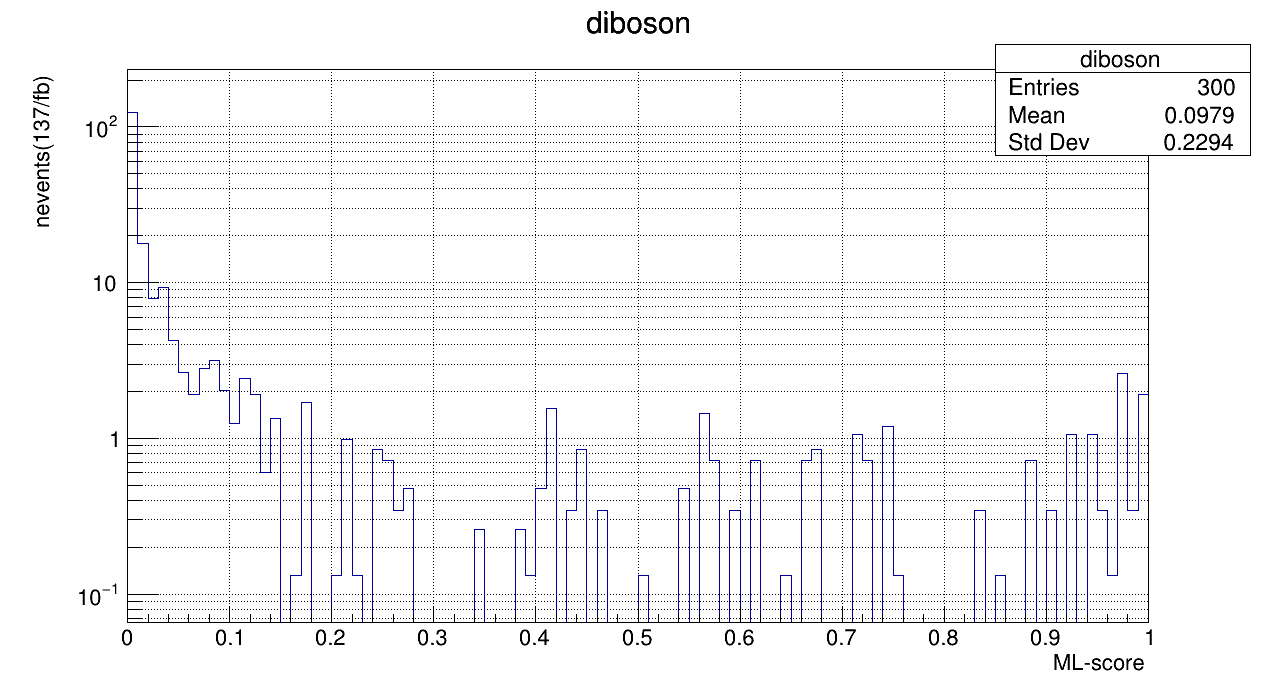 diboson
diboson
Entries 300
Mean 0.0979
Std Dev 0.2294
nevents(137/fb)
10²
10
1
10⁻¹
0 0.1 0.2 0.3 0.4 0.5 0.6 0.7 0.8 0.9 1
ML-score